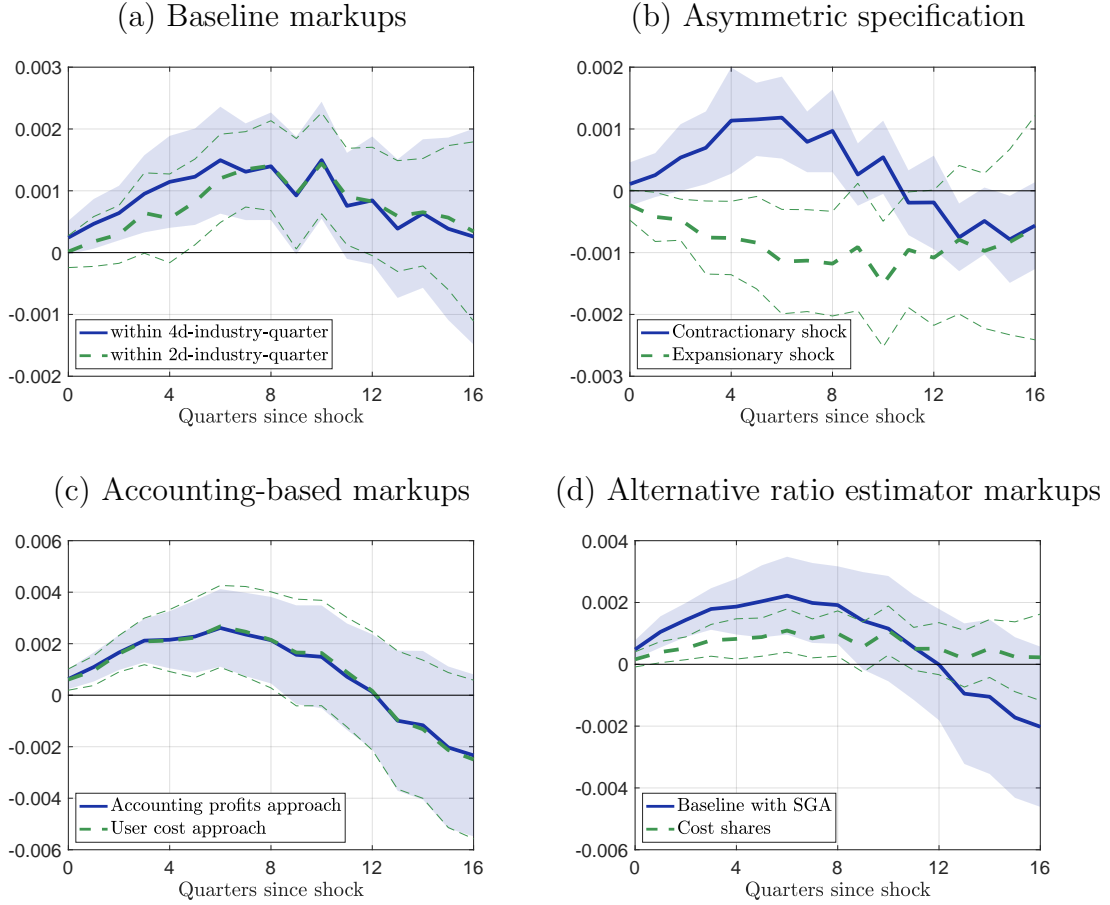 (a) Baseline markups
0.003
0.002
0.001
0
-0.001
-0.002
within 4d-industry-quarter
within 2d-industry-quarter
0 4 8 12 16
Quarters since shock
(b) Asymmetric specification
0.002
0.001
0
-0.001
-0.002
-0.003
Contractionary shock
Expansionary shock
0 4 8 12 16
Quarters since shock
(c) Accounting-based markups
0.006
0.004
0.002
0
-0.002
-0.004
-0.006
Accounting profits approach
User cost approach
0 4 8 12 16
Quarters since shock
(d) Alternative ratio estimator markups
0.004
0.002
0
-0.002
-0.004
-0.006
Baseline with SGA
Cost shares
0 4 8 12 16
Quarters since shock